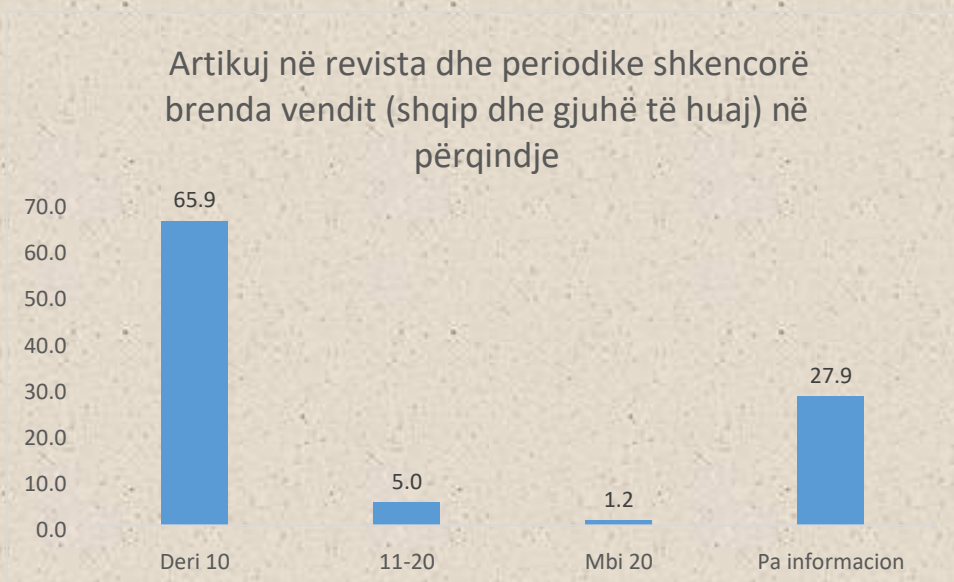 Artikuj në revista dhe periodike shkencorë
brenda vendit (shqip dhe gjuhë të huaj) në
përqindje
70.0
60.0
50.0
40.0
30.0
20.0
10.0
0.0
65.9
5.0
1.2
27.9
Deri 10
11-20
Mbi 20
Pa informacion